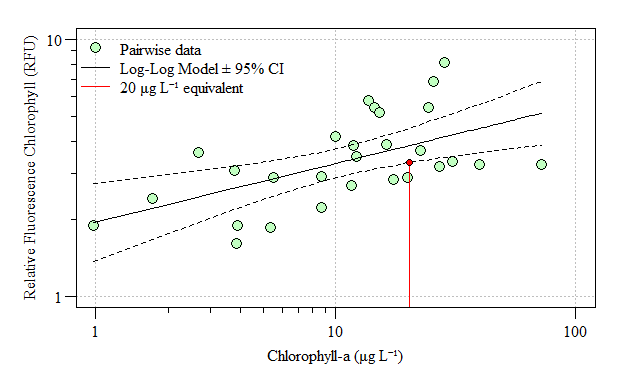 Relative Fluorescence Chlorophyll (RFU)
10
1
Pairwise data
Log-Log Model ± 95% CI
20 µg L⁻¹ equivalent
1 10 100
Chlorophyll-a (µg L⁻¹)